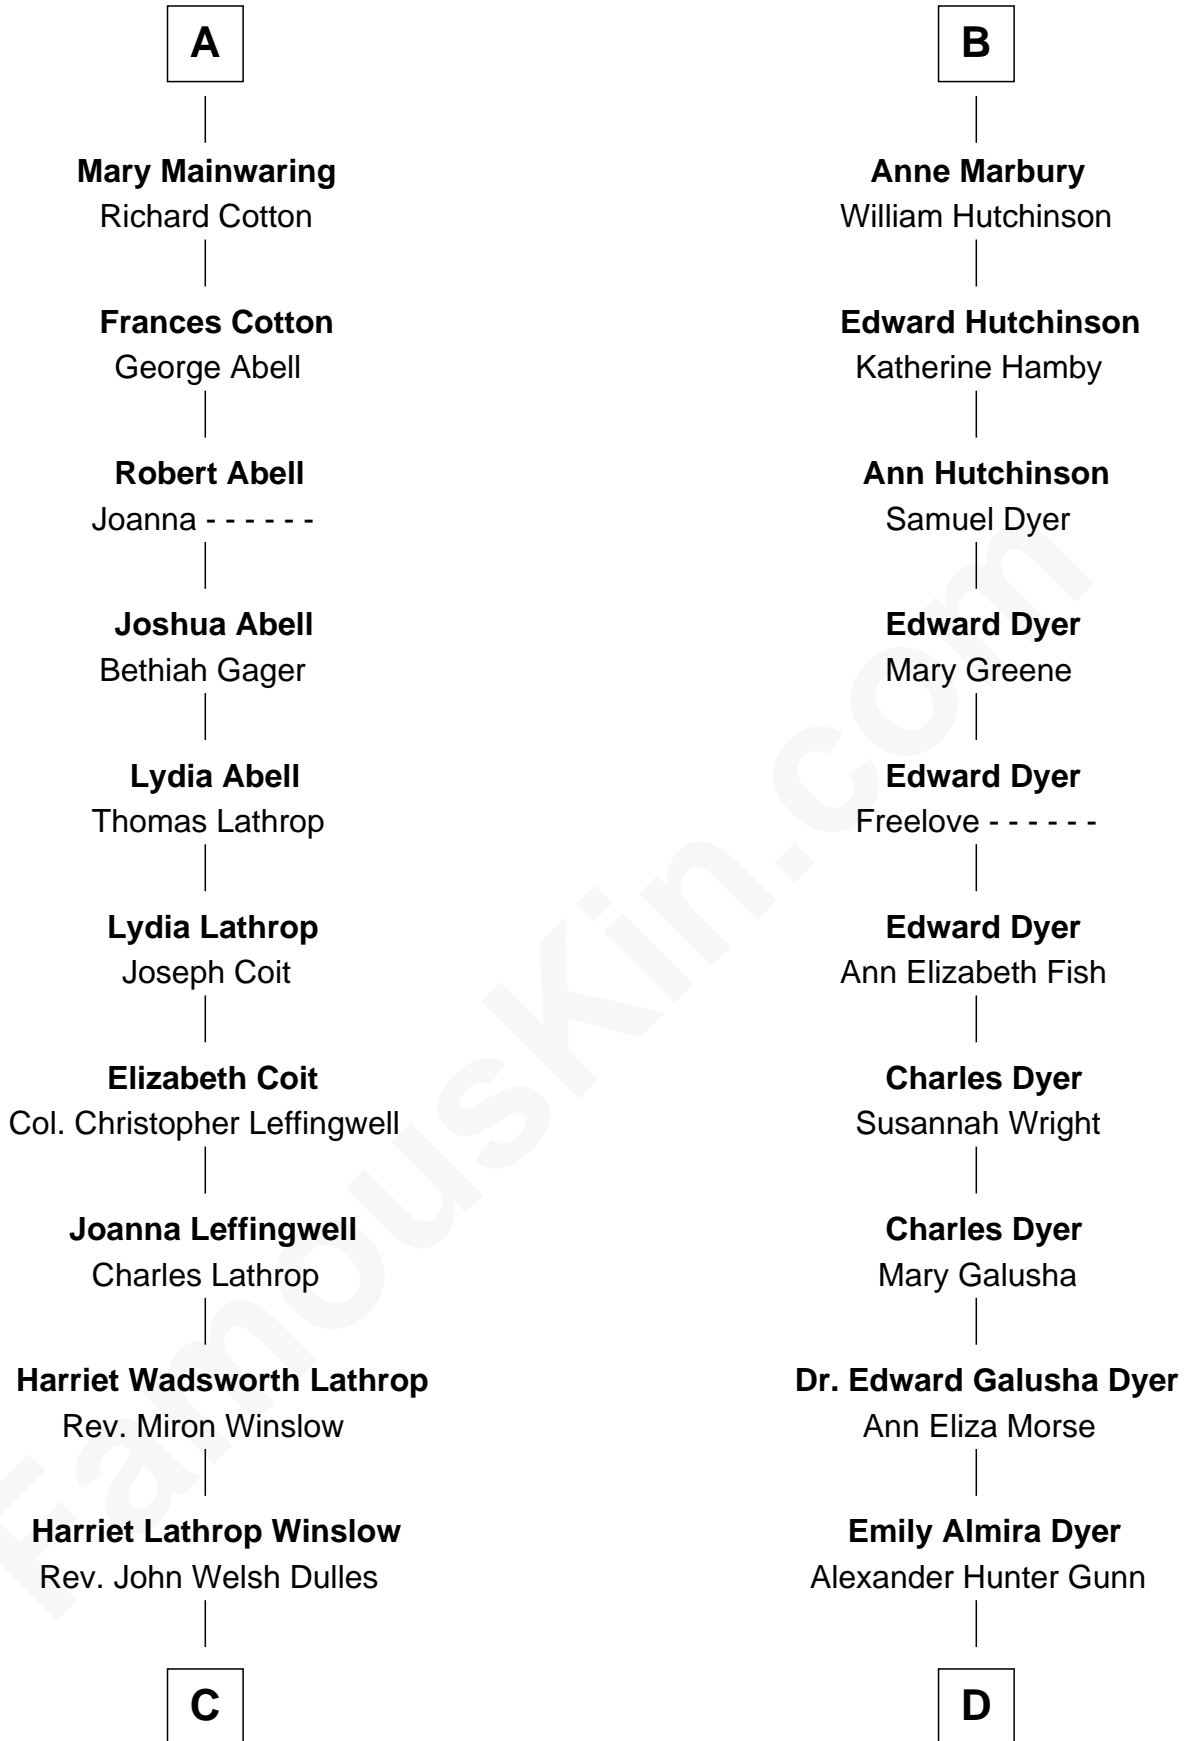 A
Mary Mainwaring
Richard Cotton
Frances Cotton
George Abell
Robert Abell
Joanna - - - - - -
Joshua Abell
Bethiah Gager
Lydia Abell
Thomas Lathrop
Lydia Lathrop
Joseph Coit
Elizabeth Coit
Col. Christopher Leffingwell
Joanna Leffingwell
Charles Lathrop
Harriet Wadsworth Lathrop
Rev. Miron Winslow
Harriet Lathrop Winslow
Rev. John Welsh Dulles
C
B
Anne Marbury
William Hutchinson
Edward Hutchinson
Katherine Hamby
Ann Hutchinson
Samuel Dyer
Edward Dyer
Mary Greene
Edward Dyer
Freelove - - - - - -
Edward Dyer
Ann Elizabeth Fish
Charles Dyer
Susannah Wright
Charles Dyer
Mary Galusha
Dr. Edward Galusha Dyer
Ann Eliza Morse
Emily Almira Dyer
Alexander Hunter Gunn
D
FamousKin.com